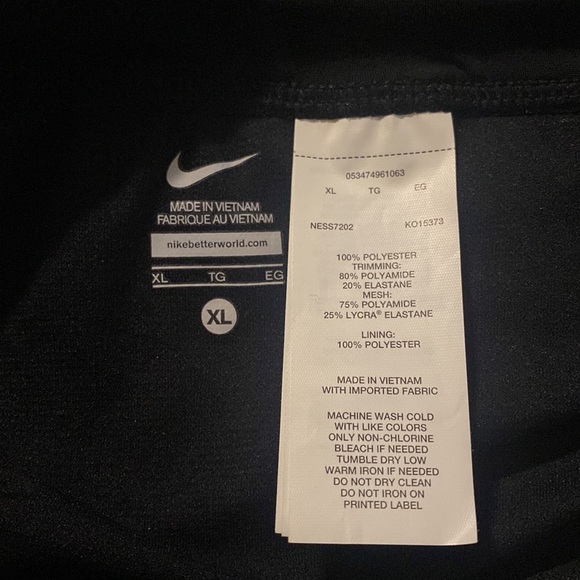 MADE IN VIETNAM
FABRIQUE AU VIETNAM
nikebetterworld.com
XL TG EG
XL
053474961063
XL TG EG
NESS7202 KO15373
100% POLYESTER
TRIMMING:
80% POLYAMIDE
20% ELASTANE
MESH:
75% POLYAMIDE
25% LYCRA® ELASTANE
LINING:
100% POLYESTER
MADE IN VIETNAM
WITH IMPORTED FABRIC
MACHINE WASH COLD
WITH LIKE COLORS
ONLY NON-CHLORINE
BLEACH IF NEEDED
TUMBLE DRY LOW
WARM IRON IF NEEDED
DO NOT DRY CLEAN
DO NOT IRON ON
PRINTED LABEL